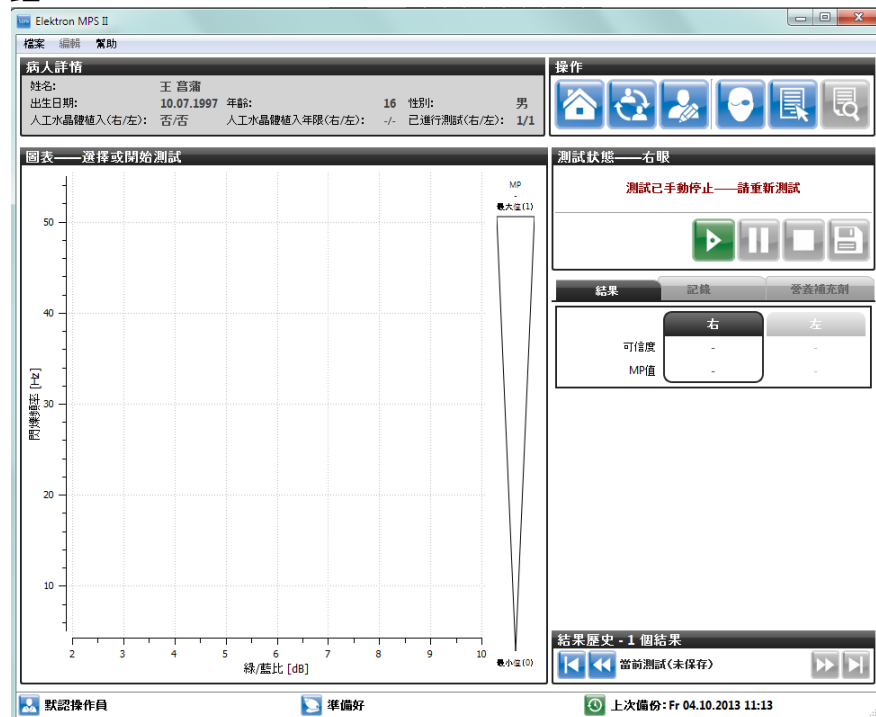 Elektron MPS II
檔案 編輯 幫助
病人詳情
姓名: 王 菖蒲
出生日期: 10.07.1997 年齡: 16 性別: 男
人工水晶體植入(右/左): 否/否 人工水晶體植入年限(右/左): -/- 已進行測試(右/左): 1/1
操作
圖表——選擇或開始測試
MP
-
最大值(1)
50
40
30
20
10
閃爍頻率 [Hz]
2 3 4 5 6 7 8 9 10
綠/藍比 [dB]
最小值(0)
測試狀態——右眼
測試已手動停止——請重新測試
結果 記錄 營養補充劑
右 左
可信度 - -
MP值 - -
結果歷史 - 1 個結果
當前測試(未保存)
默認操作員 準備好 上次備份: Fr 04.10.2013 11:13